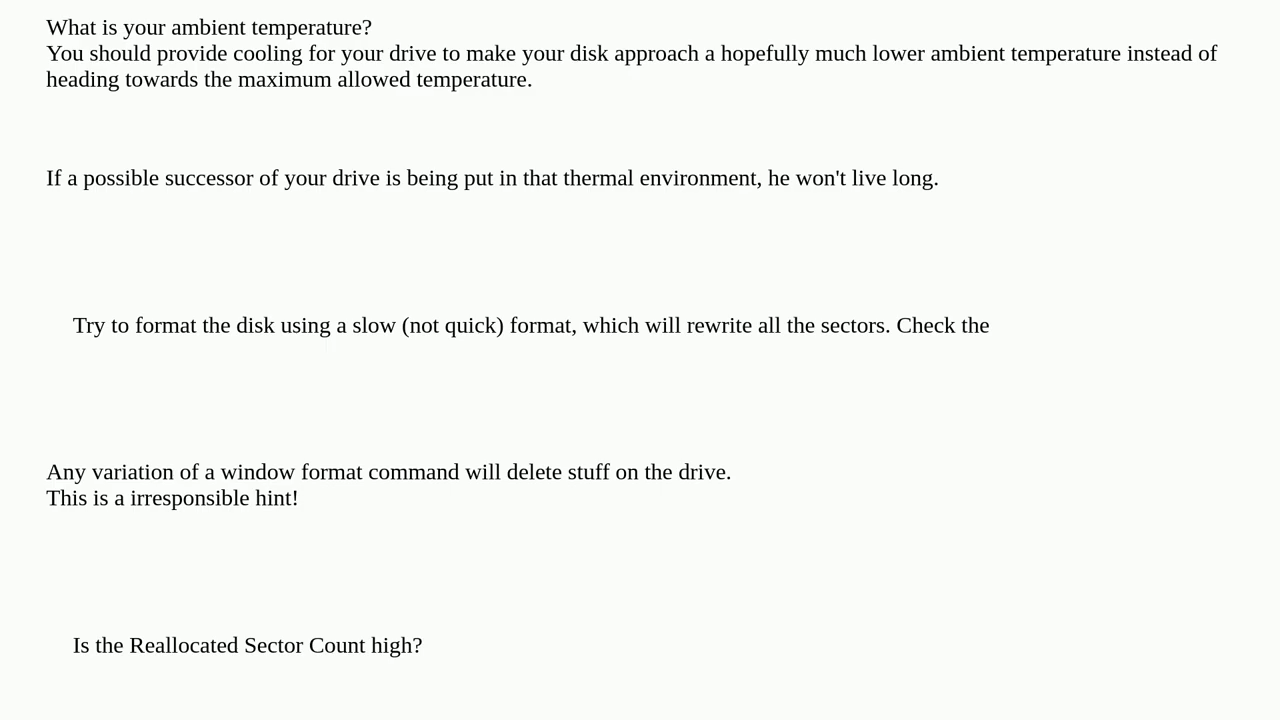 What is your ambient temperature?
You should provide cooling for your drive to make your disk approach a hopefully much lower ambient temperature instead of
heading towards the maximum allowed temperature.
If a possible successor of your drive is being put in that thermal environment, he won't live long.
Try to format the disk using a slow (not quick) format, which will rewrite all the sectors. Check the
Any variation of a window format command will delete stuff on the drive.
This is a irresponsible hint!
Is the Reallocated Sector Count high?